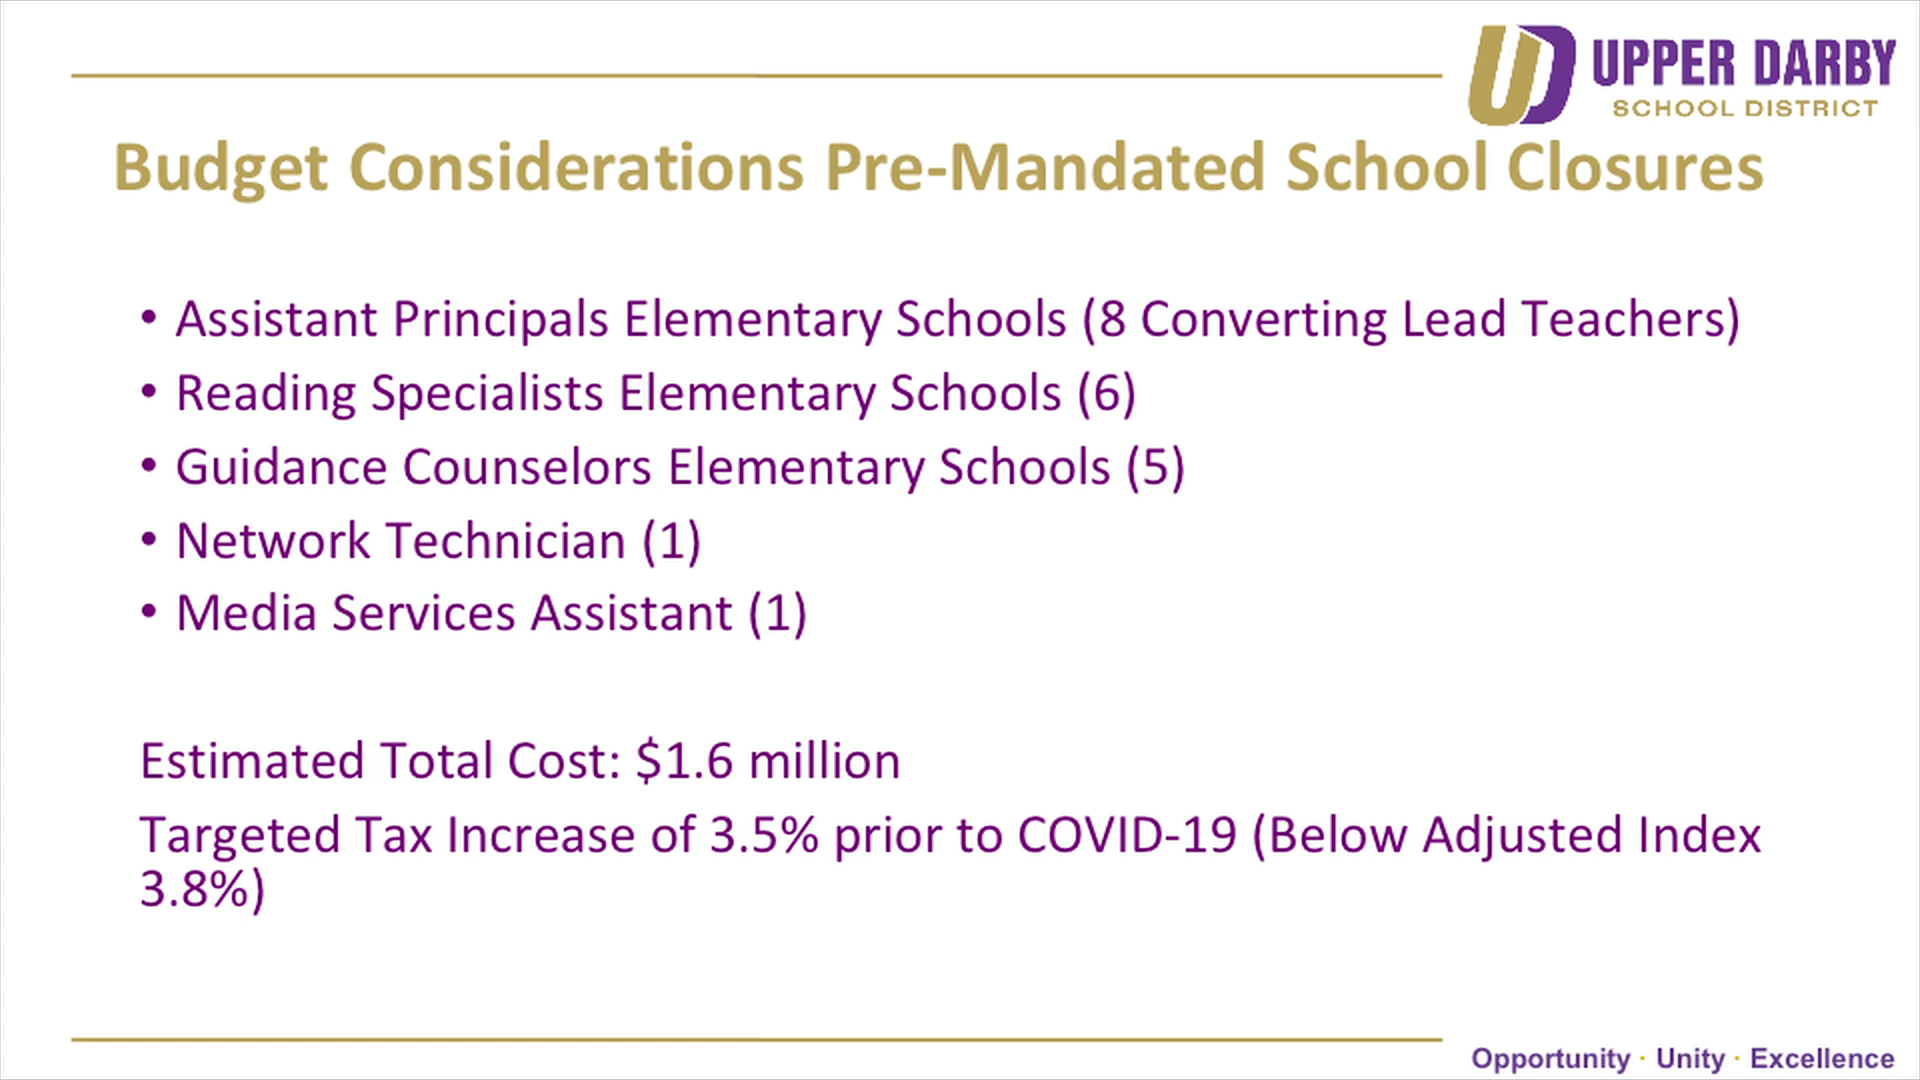 UPPER DARBY
SCHOOL DISTRICT
Budget Considerations Pre-Mandated School Closures
• Assistant Principals Elementary Schools (8 Converting Lead Teachers)
• Reading Specialists Elementary Schools (6)
• Guidance Counselors Elementary Schools (5)
• Network Technician (1)
• Media Services Assistant (1)
Estimated Total Cost: $1.6 million
Targeted Tax Increase of 3.5% prior to COVID-19 (Below Adjusted Index
3.8%)
Opportunity · Unity · Excellence